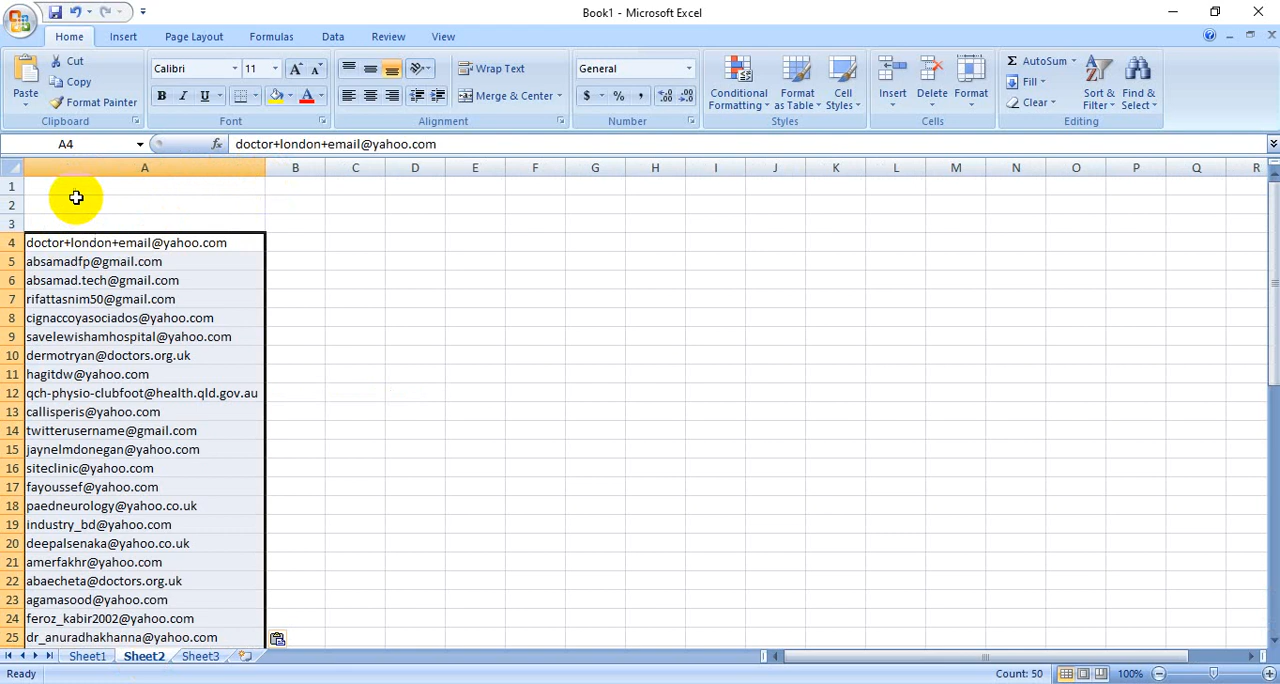 Book1 - Microsoft Excel
Home Insert Page Layout Formulas Data Review View
Paste
Cut
Copy
Format Painter
Clipboard
Calibri 11
B I U
Font
Wrap Text
Merge & Center
Alignment
General
$ % ,
Number
Conditional Formatting
Format as Table
Cell Styles
Styles
Insert Delete Format
Cells
Σ AutoSum
Fill
Clear
Sort & Filter
Find & Select
Editing
A4 fx doctor+london+email@yahoo.com
A B C D E F G H I J K L M N O P Q R
1
2
3
4 doctor+london+email@yahoo.com
5 absamadfp@gmail.com
6 absamad.tech@gmail.com
7 rifattasnim50@gmail.com
8 cignaccoyasociados@yahoo.com
9 savelewishamhospital@yahoo.com
10 dermotryan@doctors.org.uk
11 hagitdw@yahoo.com
12 qch-physio-clubfoot@health.qld.gov.au
13 callisperis@yahoo.com
14 twitterusername@gmail.com
15 jaynelmdonegan@yahoo.com
16 siteclinic@yahoo.com
17 fayoussef@yahoo.com
18 paedneurology@yahoo.co.uk
19 industry_bd@yahoo.com
20 deepalsenaka@yahoo.co.uk
21 amerfakhr@yahoo.com
22 abaecheta@doctors.org.uk
23 agamasood@yahoo.com
24 feroz_kabir2002@yahoo.com
25 dr_anuradhakhanna@yahoo.com
Sheet1 Sheet2 Sheet3
Ready Count: 50 100%